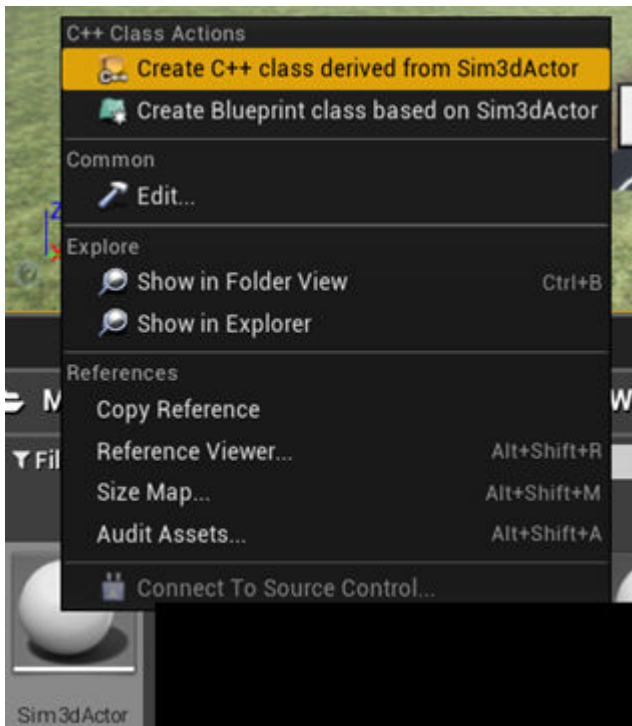 C++ Class Actions
Create C++ class derived from Sim3dActor
Create Blueprint class based on Sim3dActor
Common
Edit...
Explore
Show in Folder View Ctrl+B
Show in Explorer
References
Copy Reference
Reference Viewer... Alt+Shift+R
Size Map... Alt+Shift+M
Audit Assets... Alt+Shift+A
Connect To Source Control...
Sim3dActor